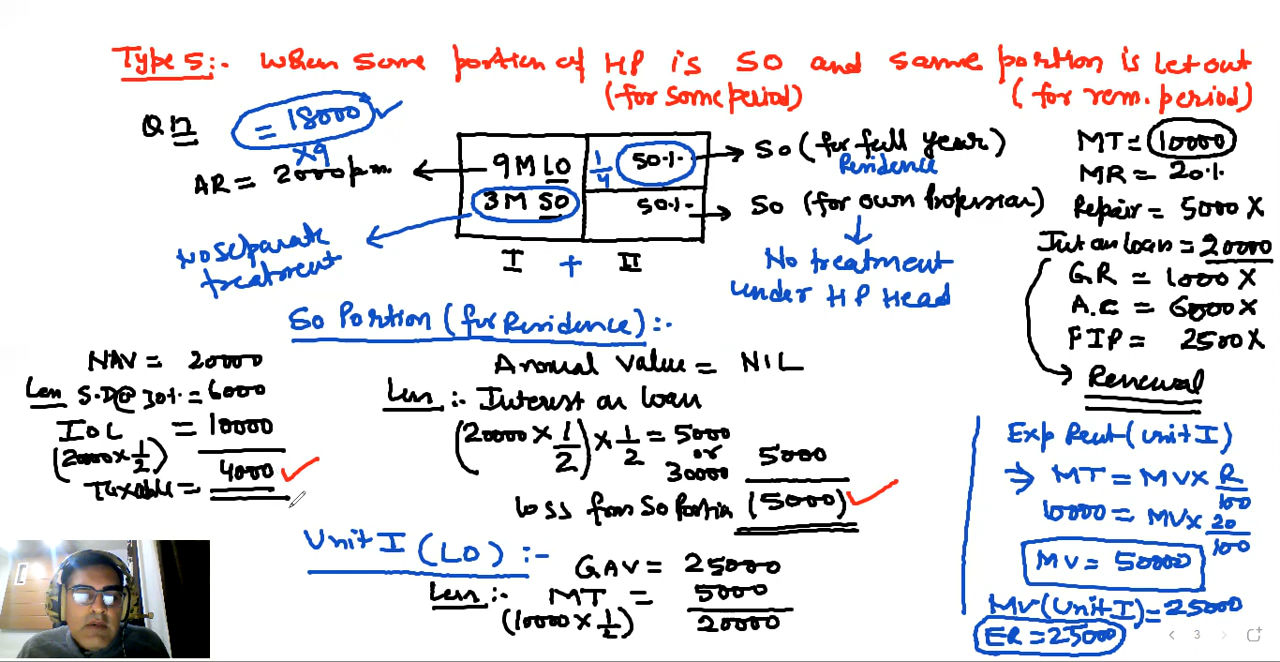 Type 5:- When some portion of HP is SO and same portion is let out
(for some period) (for rem. period)
Q n = 18000
×9
AR = 2000 p.m.
9M LO
3M SO
1/4 50%
50%
I + II
SO (for full year)
Residence
SO (for own profession)
No treatment
under HP Head
No separate
treatment
MT = 10000
MR = 20%
Repair = 5000 X
Int on loan = 20000
GR = 1000 X
A.C = 6000 X
FIP = 2500 X
Renewal
SO Portion (for Residence) :-
Annual Value = NIL
Less :- Interest on loan
(20000 × 1/2) × 1/2 = 5000
or
30000
5000
loss from SO Portion (5000)
Unit I (LO) :-
GAV = 25000
Less :- MT = 5000
(10000 × 1/2) 20000
NAV = 20000
Less S.D @ 30% = 6000
IOL = 10000
(20000 × 1/2)
4000
Taxable =
Exp Rent (Unit I)
⇒ MT = MV × R/100
10000 = MV × 20/100
MV = 50000
MV (Unit I) = 25000
ER = 25000
3